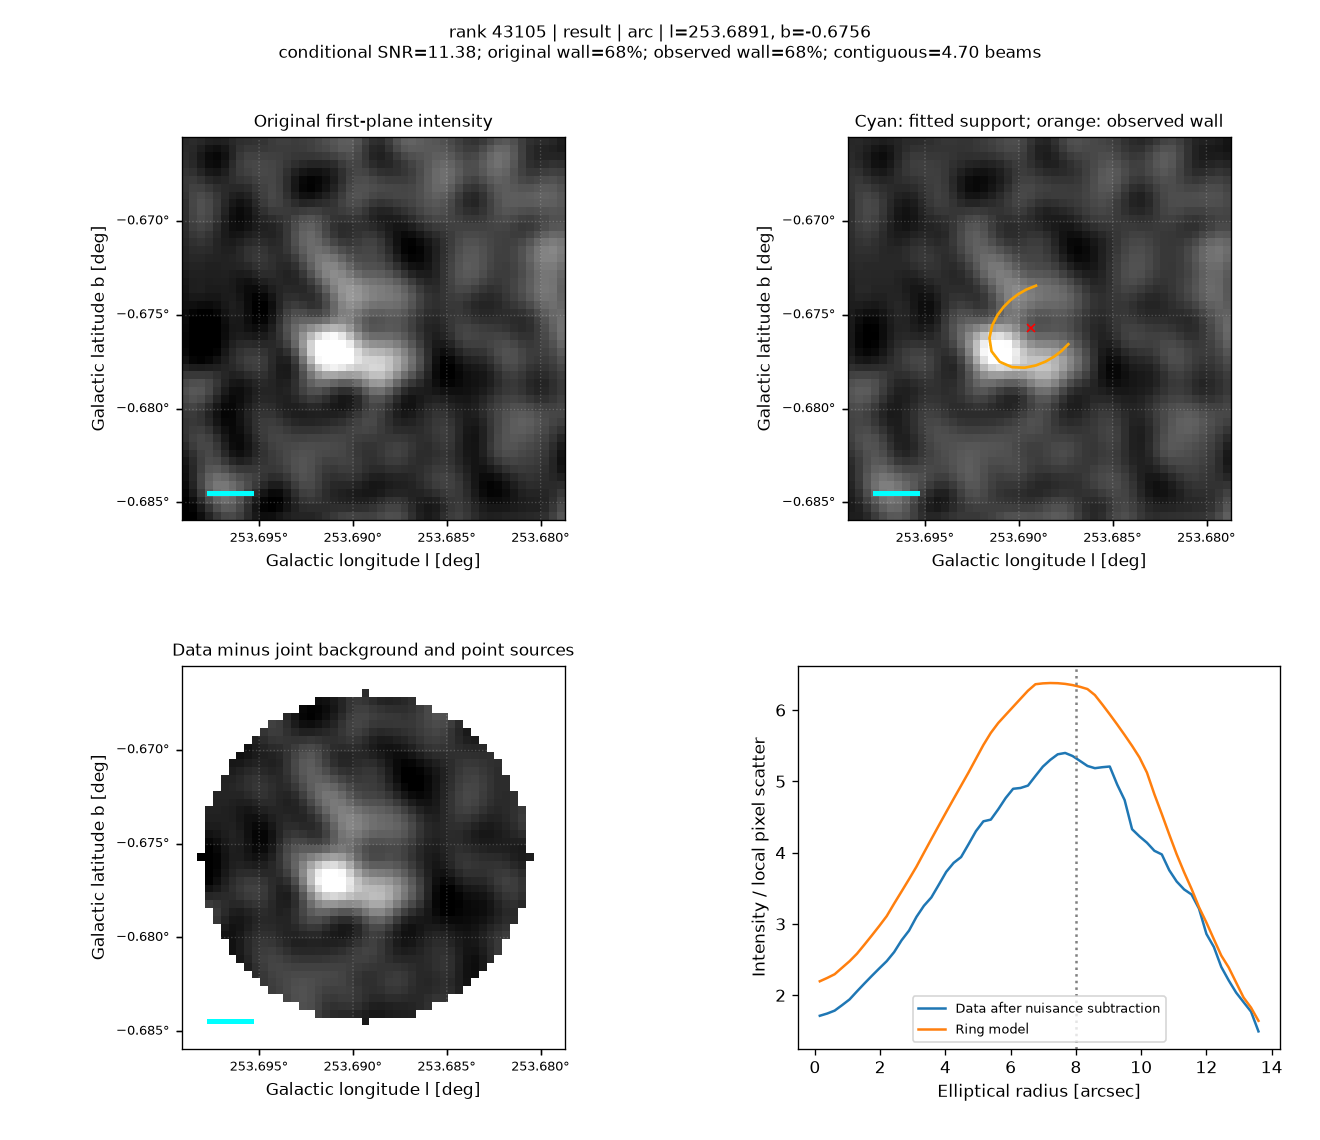 rank 43105 | result | arc | l=253.6891, b=-0.6756
conditional SNR=11.38; original wall=68%; observed wall=68%; contiguous=4.70 beams
Original first-plane intensity
Cyan: fitted support; orange: observed wall
−0.670°
−0.675°
−0.680°
−0.685°
Galactic latitude b [deg]
253.695°
253.690°
253.685°
253.680°
Galactic longitude l [deg]
−0.670°
−0.675°
−0.680°
−0.685°
Galactic latitude b [deg]
253.695°
253.690°
253.685°
253.680°
Galactic longitude l [deg]
Data minus joint background and point sources
−0.670°
−0.675°
−0.680°
−0.685°
Galactic latitude b [deg]
253.695°
253.690°
253.685°
253.680°
Galactic longitude l [deg]
6
5
4
3
2
Intensity / local pixel scatter
Data after nuisance subtraction
Ring model
0
2
4
6
8
10
12
14
Elliptical radius [arcsec]